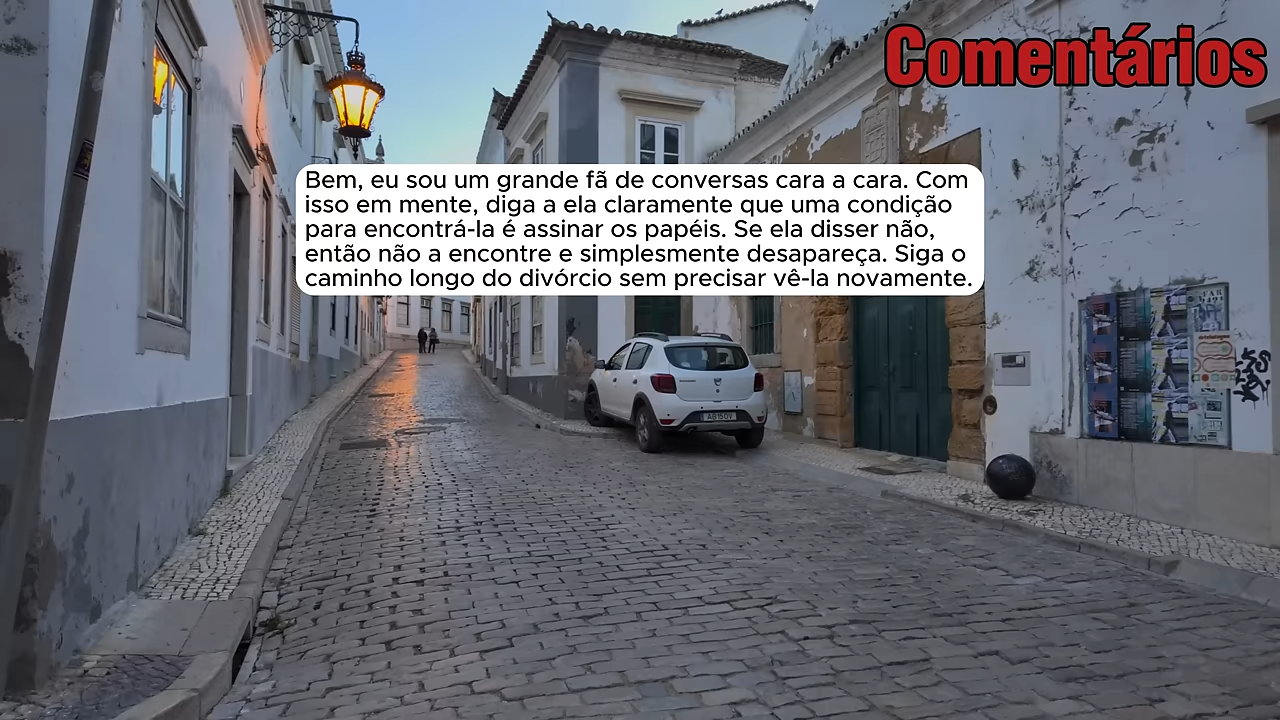 Comentários
Bem, eu sou um grande fã de conversas cara a cara. Com
isso em mente, diga a ela claramente que uma condição
para encontrá-la é assinar os papéis. Se ela disser não,
então não a encontre e simplesmente desapareça. Siga o
caminho longo do divórcio sem precisar vê-la novamente.